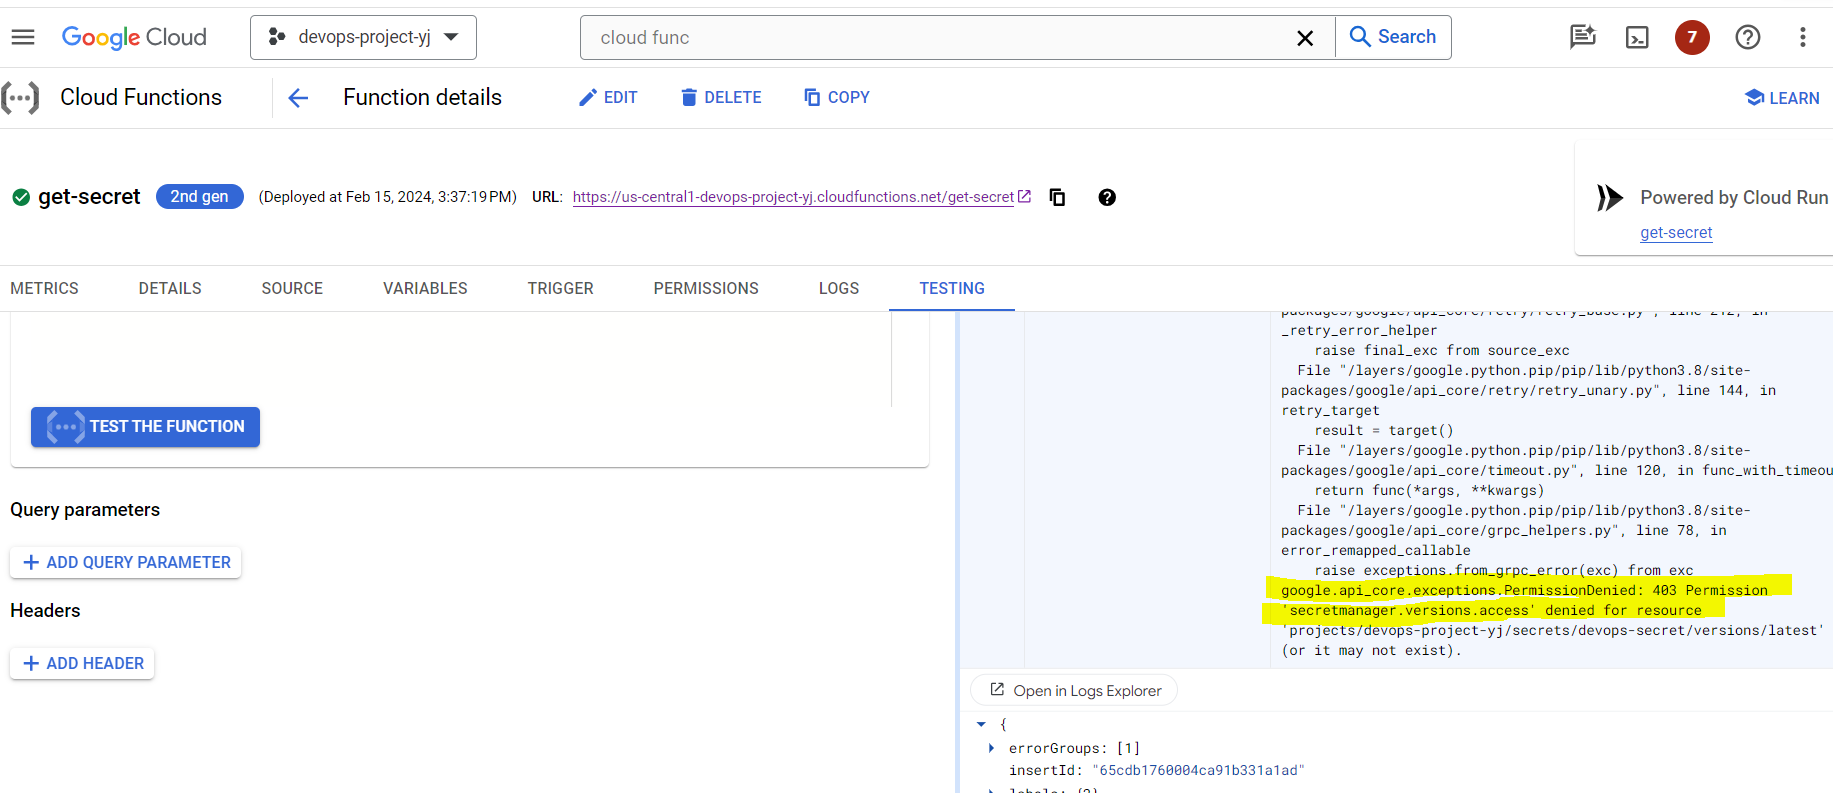 Google Cloud
devops-project-yj
cloud func
Search
7
Cloud Functions
Function details
EDIT
DELETE
COPY
LEARN
get-secret
2nd gen
(Deployed at Feb 15, 2024, 3:37:19 PM)
URL:
https://us-central1-devops-project-yj.cloudfunctions.net/get-secret
Powered by Cloud Run
get-secret
METRICS
DETAILS
SOURCE
VARIABLES
TRIGGER
PERMISSIONS
LOGS
TESTING
TEST THE FUNCTION
Query parameters
ADD QUERY PARAMETER
Headers
ADD HEADER
packages/google/api_core/retry/retry_base.py", line 212, in
_retry_error_helper
raise final_exc from source_exc
File "/layers/google.python.pip/pip/lib/python3.8/site-
packages/google/api_core/retry/retry_unary.py", line 144, in
retry_target
result = target()
File "/layers/google.python.pip/pip/lib/python3.8/site-
packages/google/api_core/timeout.py", line 120, in func_with_timeou
return func(*args, **kwargs)
File "/layers/google.python.pip/pip/lib/python3.8/site-
packages/google/api_core/grpc_helpers.py", line 78, in
error_remapped_callable
raise exceptions.from_grpc_error(exc) from exc
google.api_core.exceptions.PermissionDenied: 403 Permission
'secretmanager.versions.access' denied for resource
'projects/devops-project-yj/secrets/devops-secret/versions/latest'
(or it may not exist).
Open in Logs Explorer
{
errorGroups: [1]
insertId: "65cdb1760004ca91b331a1ad"